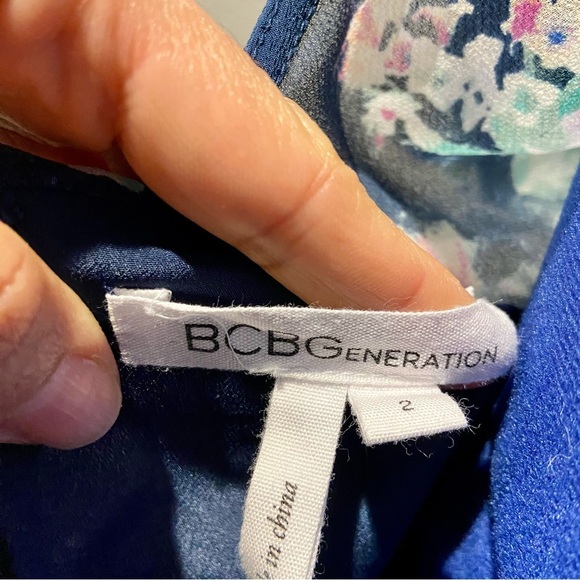 BCBGENERATION
2
e in china